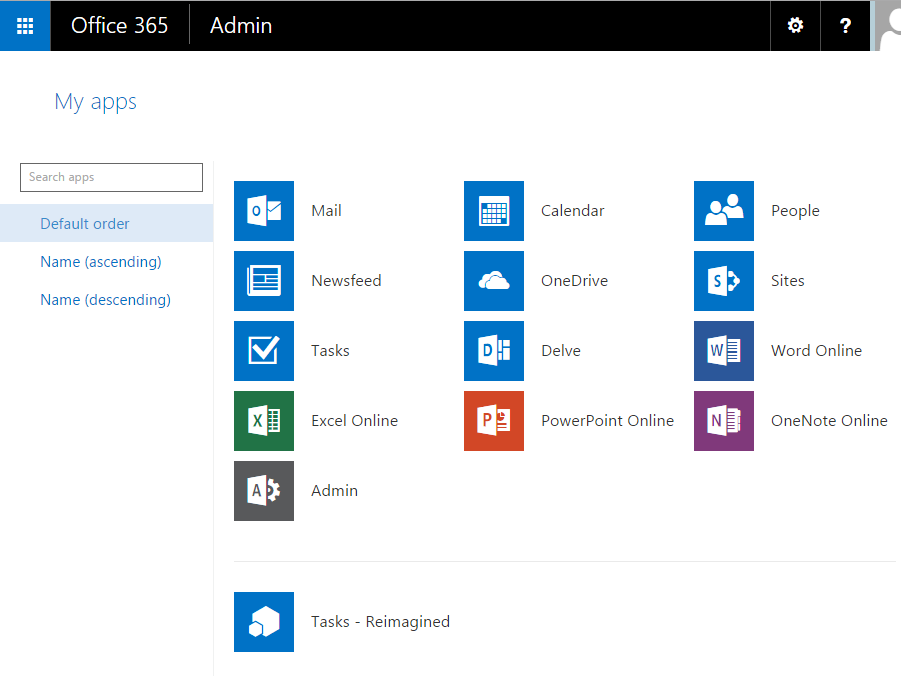 Office 365 Admin ?
My apps
Search apps
Default order
Name (ascending)
Name (descending)
Mail Calendar People
Newsfeed OneDrive Sites
Tasks Delve Word Online
Excel Online PowerPoint Online OneNote Online
Admin
Tasks - Reimagined